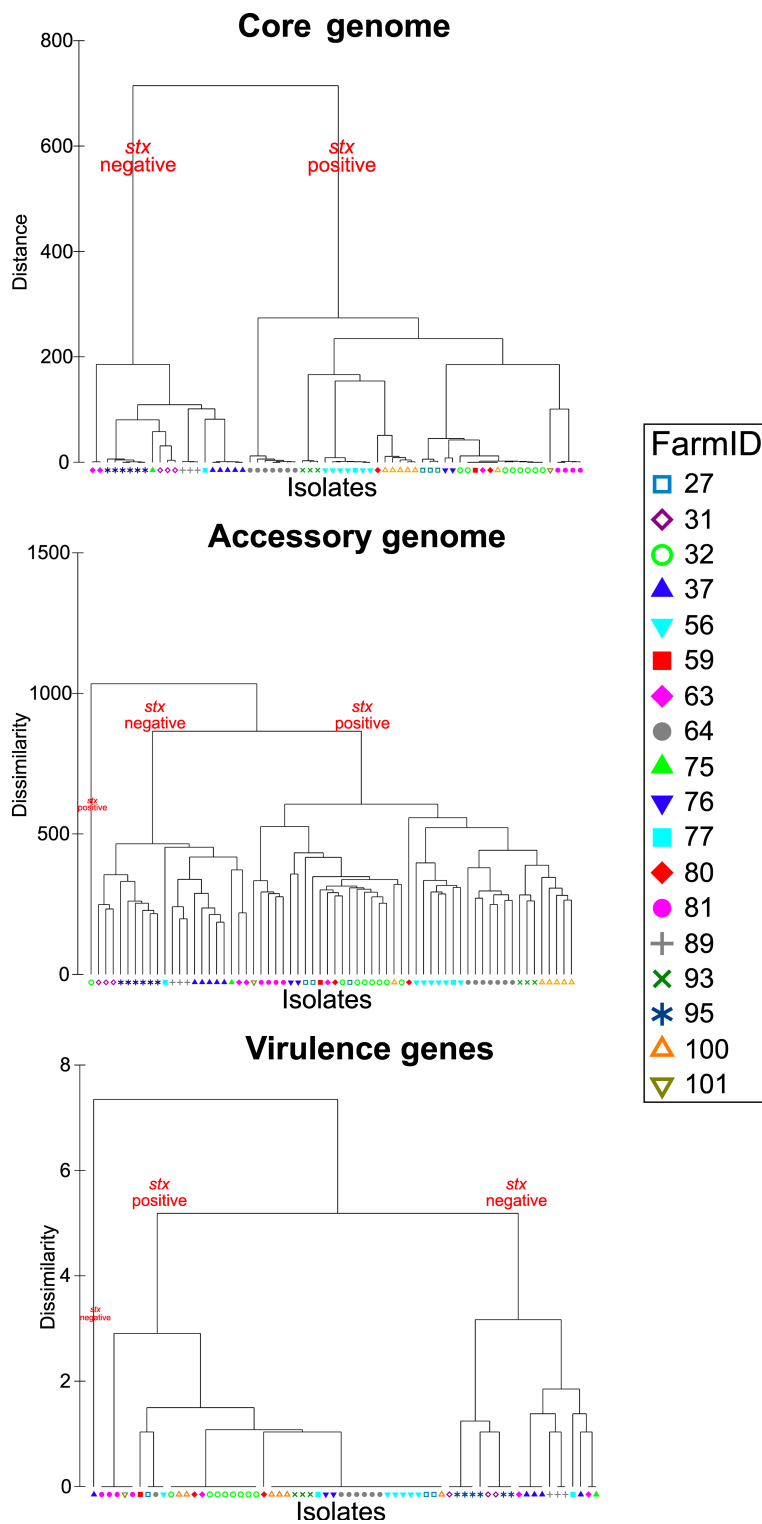 Core genome
800
600
400
200
0
Distance
stx
negative
stx
positive
Isolates
Accessory genome
1500
1000
500
0
Dissimilarity
stx
negative
stx
positive
stx
positive
Isolates
Virulence genes
8
6
4
2
0
Dissimilarity
stx
positive
stx
negative
stx
negative
Isolates
FarmID
27
31
32
37
56
59
63
64
75
76
77
80
81
89
93
95
100
101